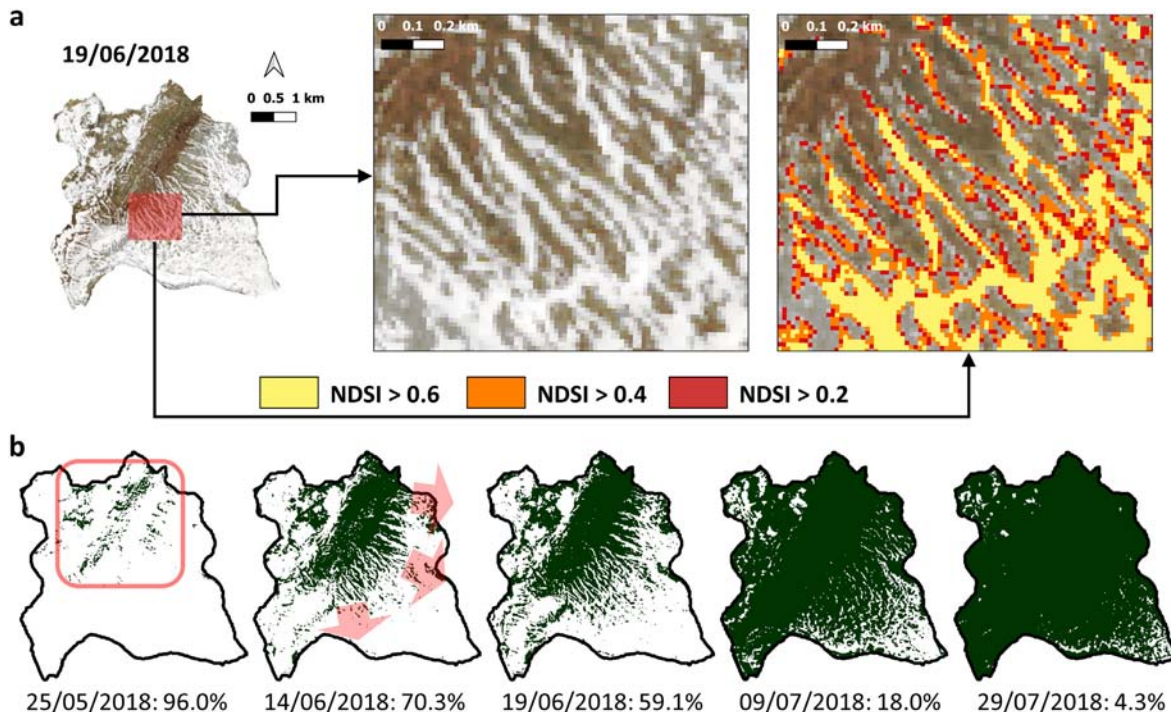 a
19/06/2018
0 0.5 1 km
0 0.1 0.2 km
0 0.1 0.2 km
NDSI > 0.6
NDSI > 0.4
NDSI > 0.2
b
25/05/2018: 96.0%
14/06/2018: 70.3%
19/06/2018: 59.1%
09/07/2018: 18.0%
29/07/2018: 4.3%